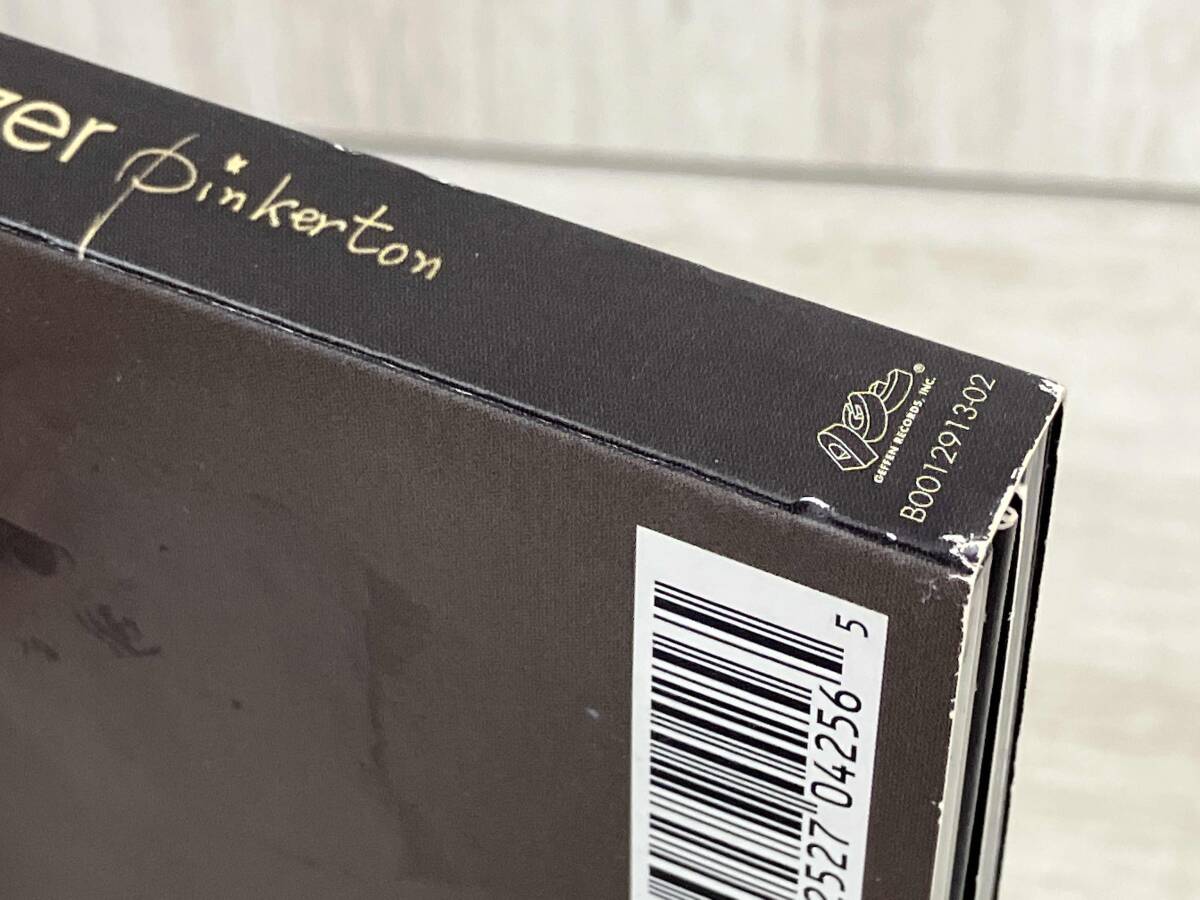 zer pinkerton
® GEFFEN RECORDS, INC.
B0012913-02
2527 04256 5